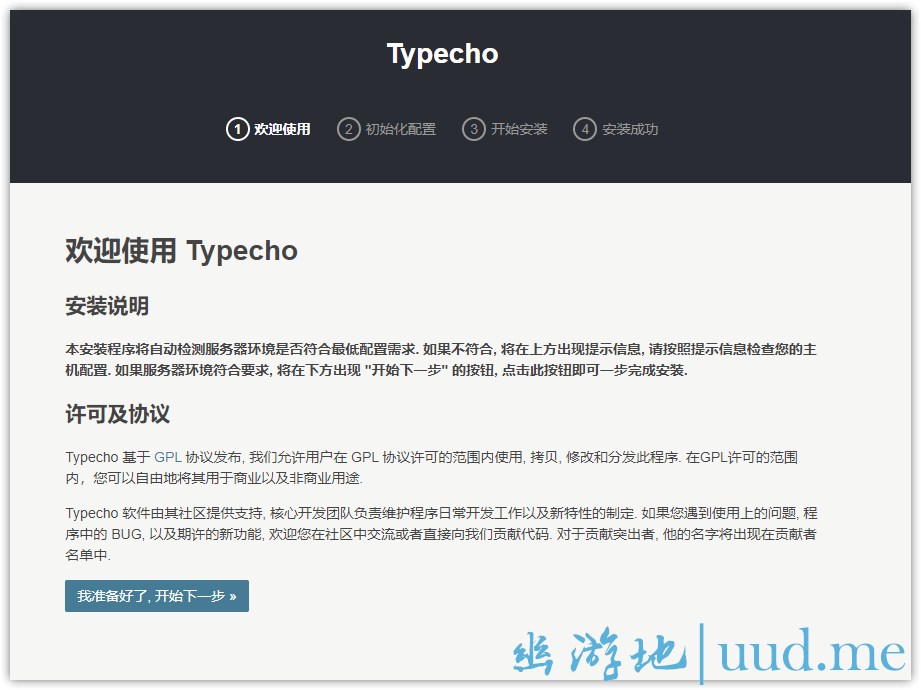 Typecho
1 欢迎使用 2 初始化配置 3 开始安装 4 安装成功
欢迎使用 Typecho
安装说明
本安装程序将自动检测服务器环境是否符合最低配置需求. 如果不符合, 将在上方出现提示信息, 请按照提示信息检查您的主
机配置. 如果服务器环境符合要求, 将在下方出现 "开始下一步" 的按钮, 点击此按钮即可一步完成安装.
许可及协议
Typecho 基于 GPL 协议发布, 我们允许用户在 GPL 协议许可的范围内使用, 拷贝, 修改和分发此程序. 在GPL许可的范围
内，您可以自由地将其用于商业以及非商业用途.
Typecho 软件由其社区提供支持, 核心开发团队负责维护程序日常开发工作以及新特性的制定. 如果您遇到使用上的问题, 程
序中的 BUG, 以及期许的新功能, 欢迎您在社区中交流或者直接向我们贡献代码. 对于贡献突出者, 他的名字将出现在贡献者
名单中.
我准备好了, 开始下一步 »
幽游地|uud.me